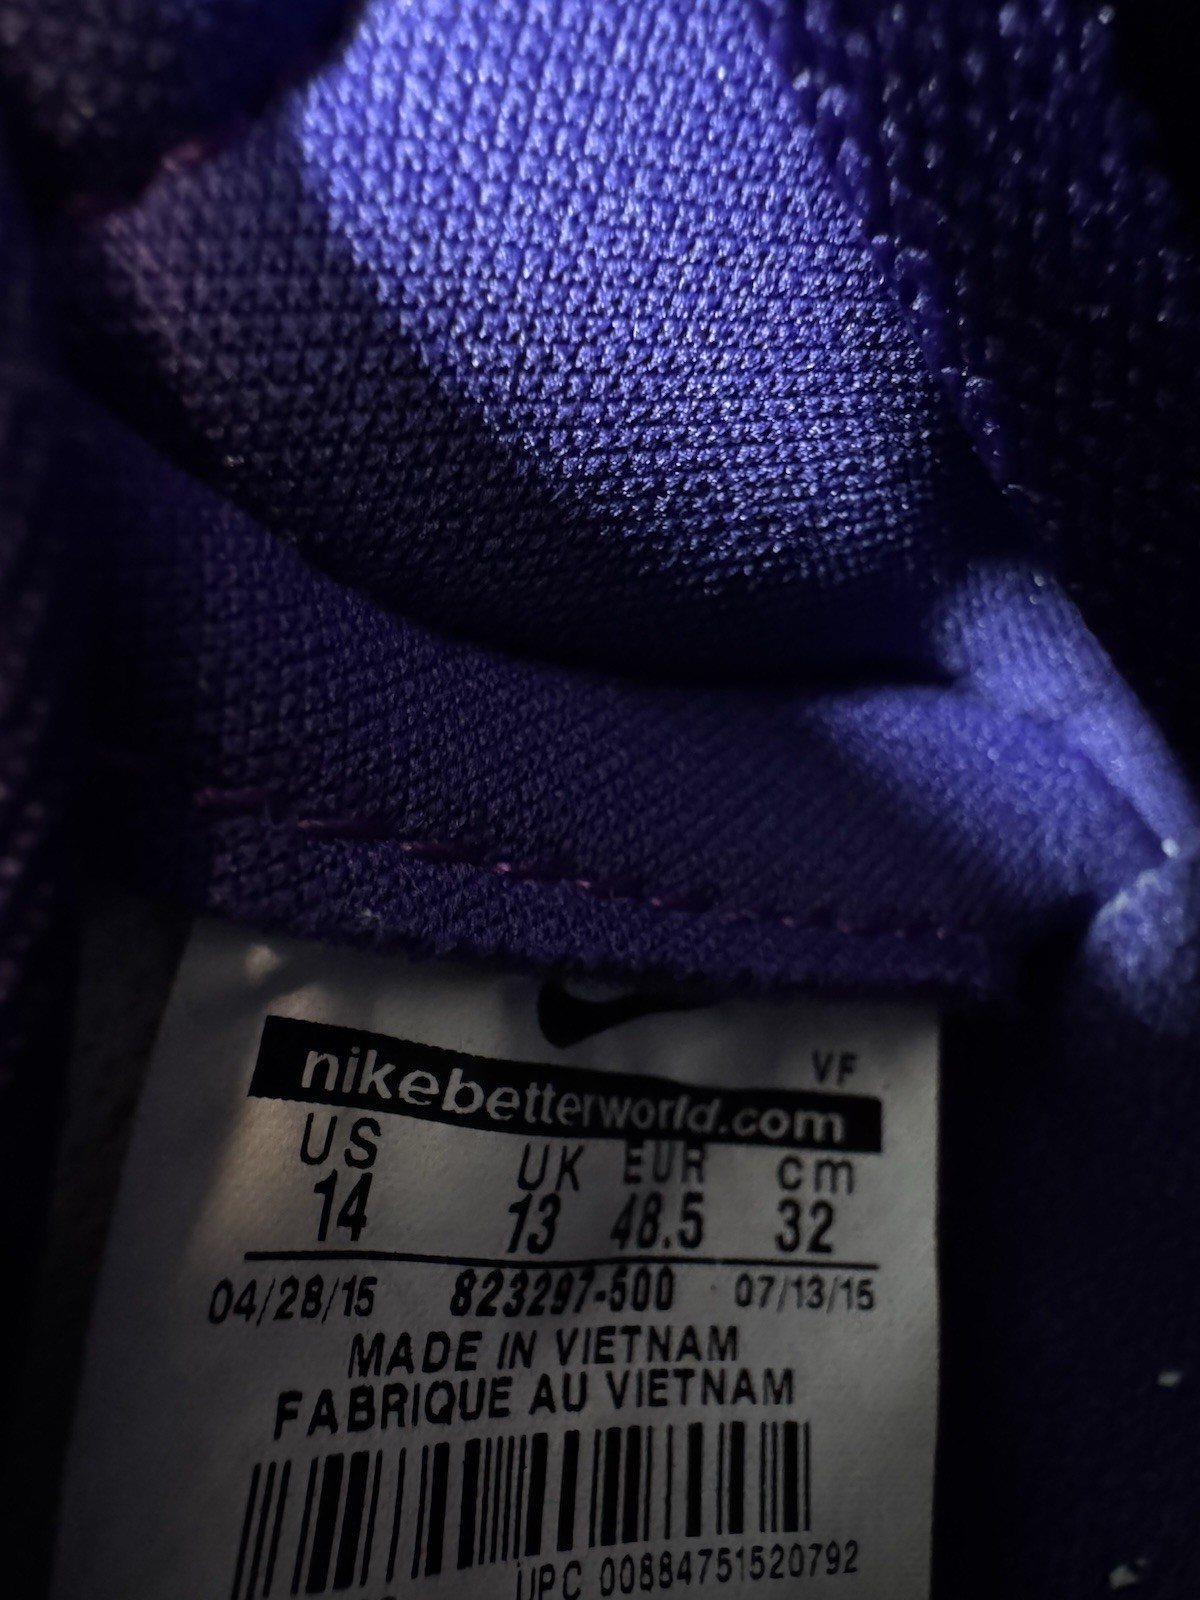 VF
nikebetterworld.com
US UK EUR cm
14 13 48.5 32
04/28/15 823297-500 07/13/15
MADE IN VIETNAM
FABRIQUE AU VIETNAM
UPC 00884751520792